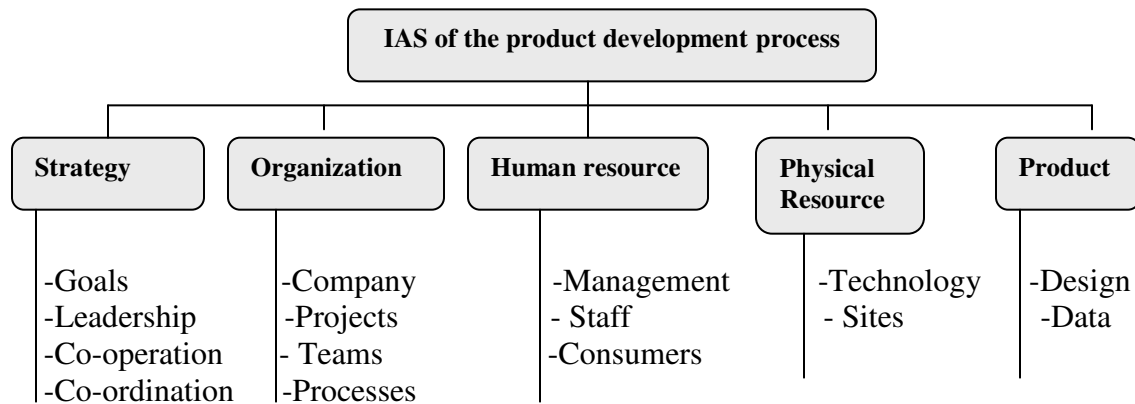 IAS of the product development process
Strategy
-Goals
-Leadership
-Co-operation
-Co-ordination
Organization
-Company
-Projects
- Teams
-Processes
Human resource
-Management
- Staff
-Consumers
Physical
Resource
-Technology
- Sites
Product
-Design
-Data